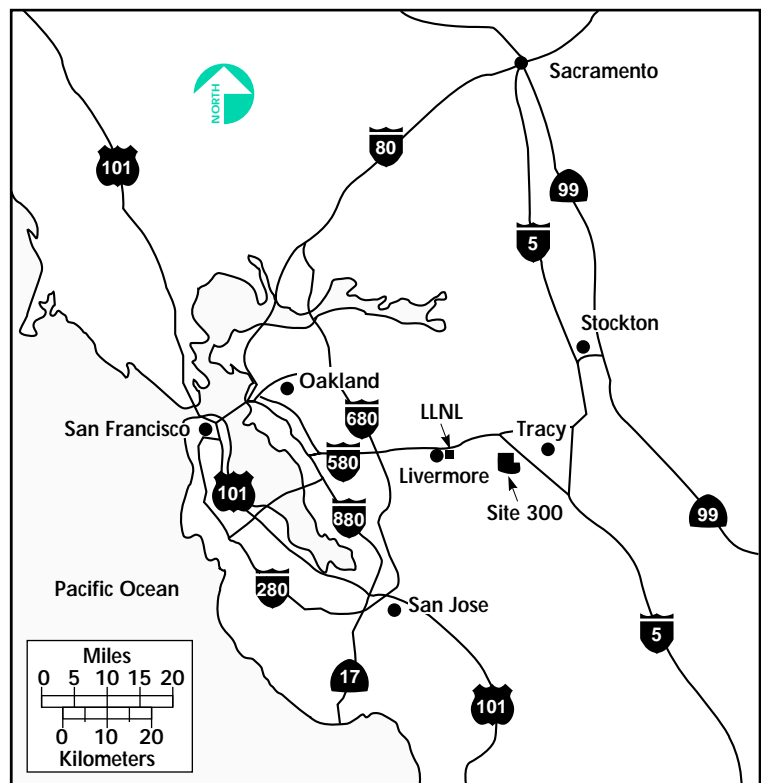 Sacramento
NORTH
80
101
99
5
Stockton
Oakland
680
LLNL
San Francisco
Tracy
580
Livermore
101
880
Site 300
99
Pacific Ocean
280
San Jose
5
Miles
0 5 10 15 20
0 10 20
Kilometers
17
101